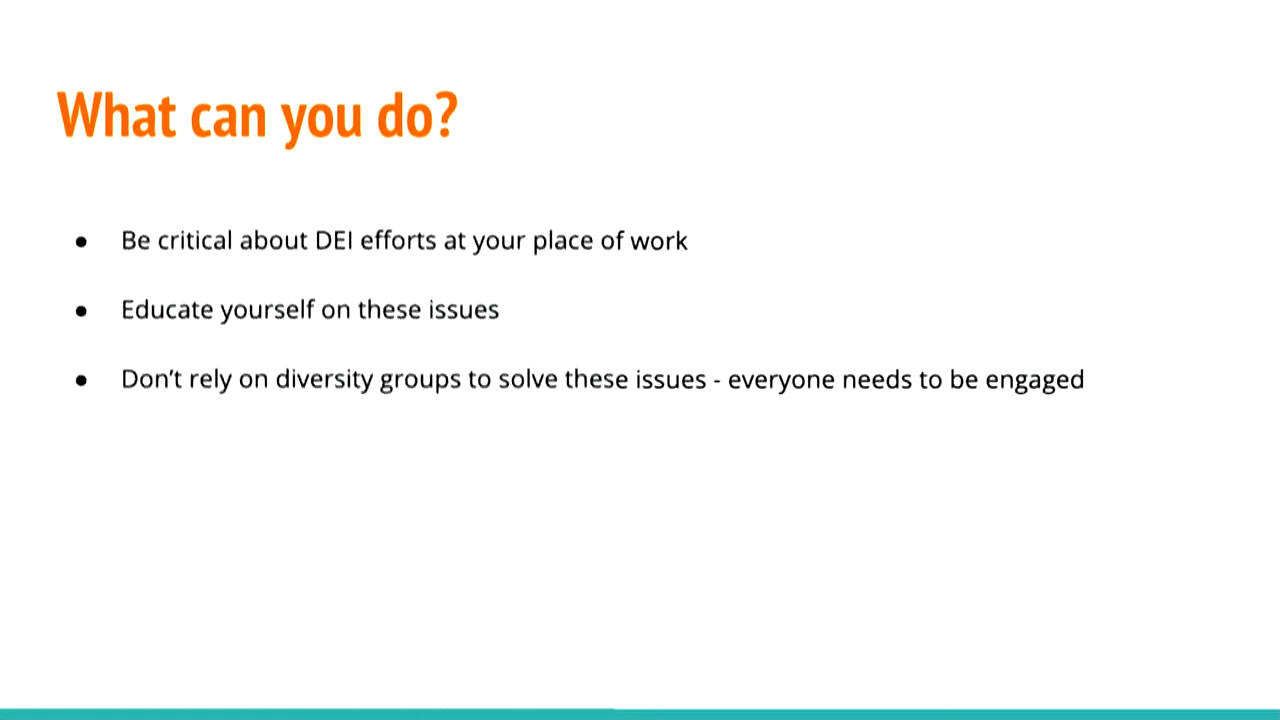 What can you do?
● Be critical about DEI efforts at your place of work
● Educate yourself on these issues
● Don’t rely on diversity groups to solve these issues - everyone needs to be engaged